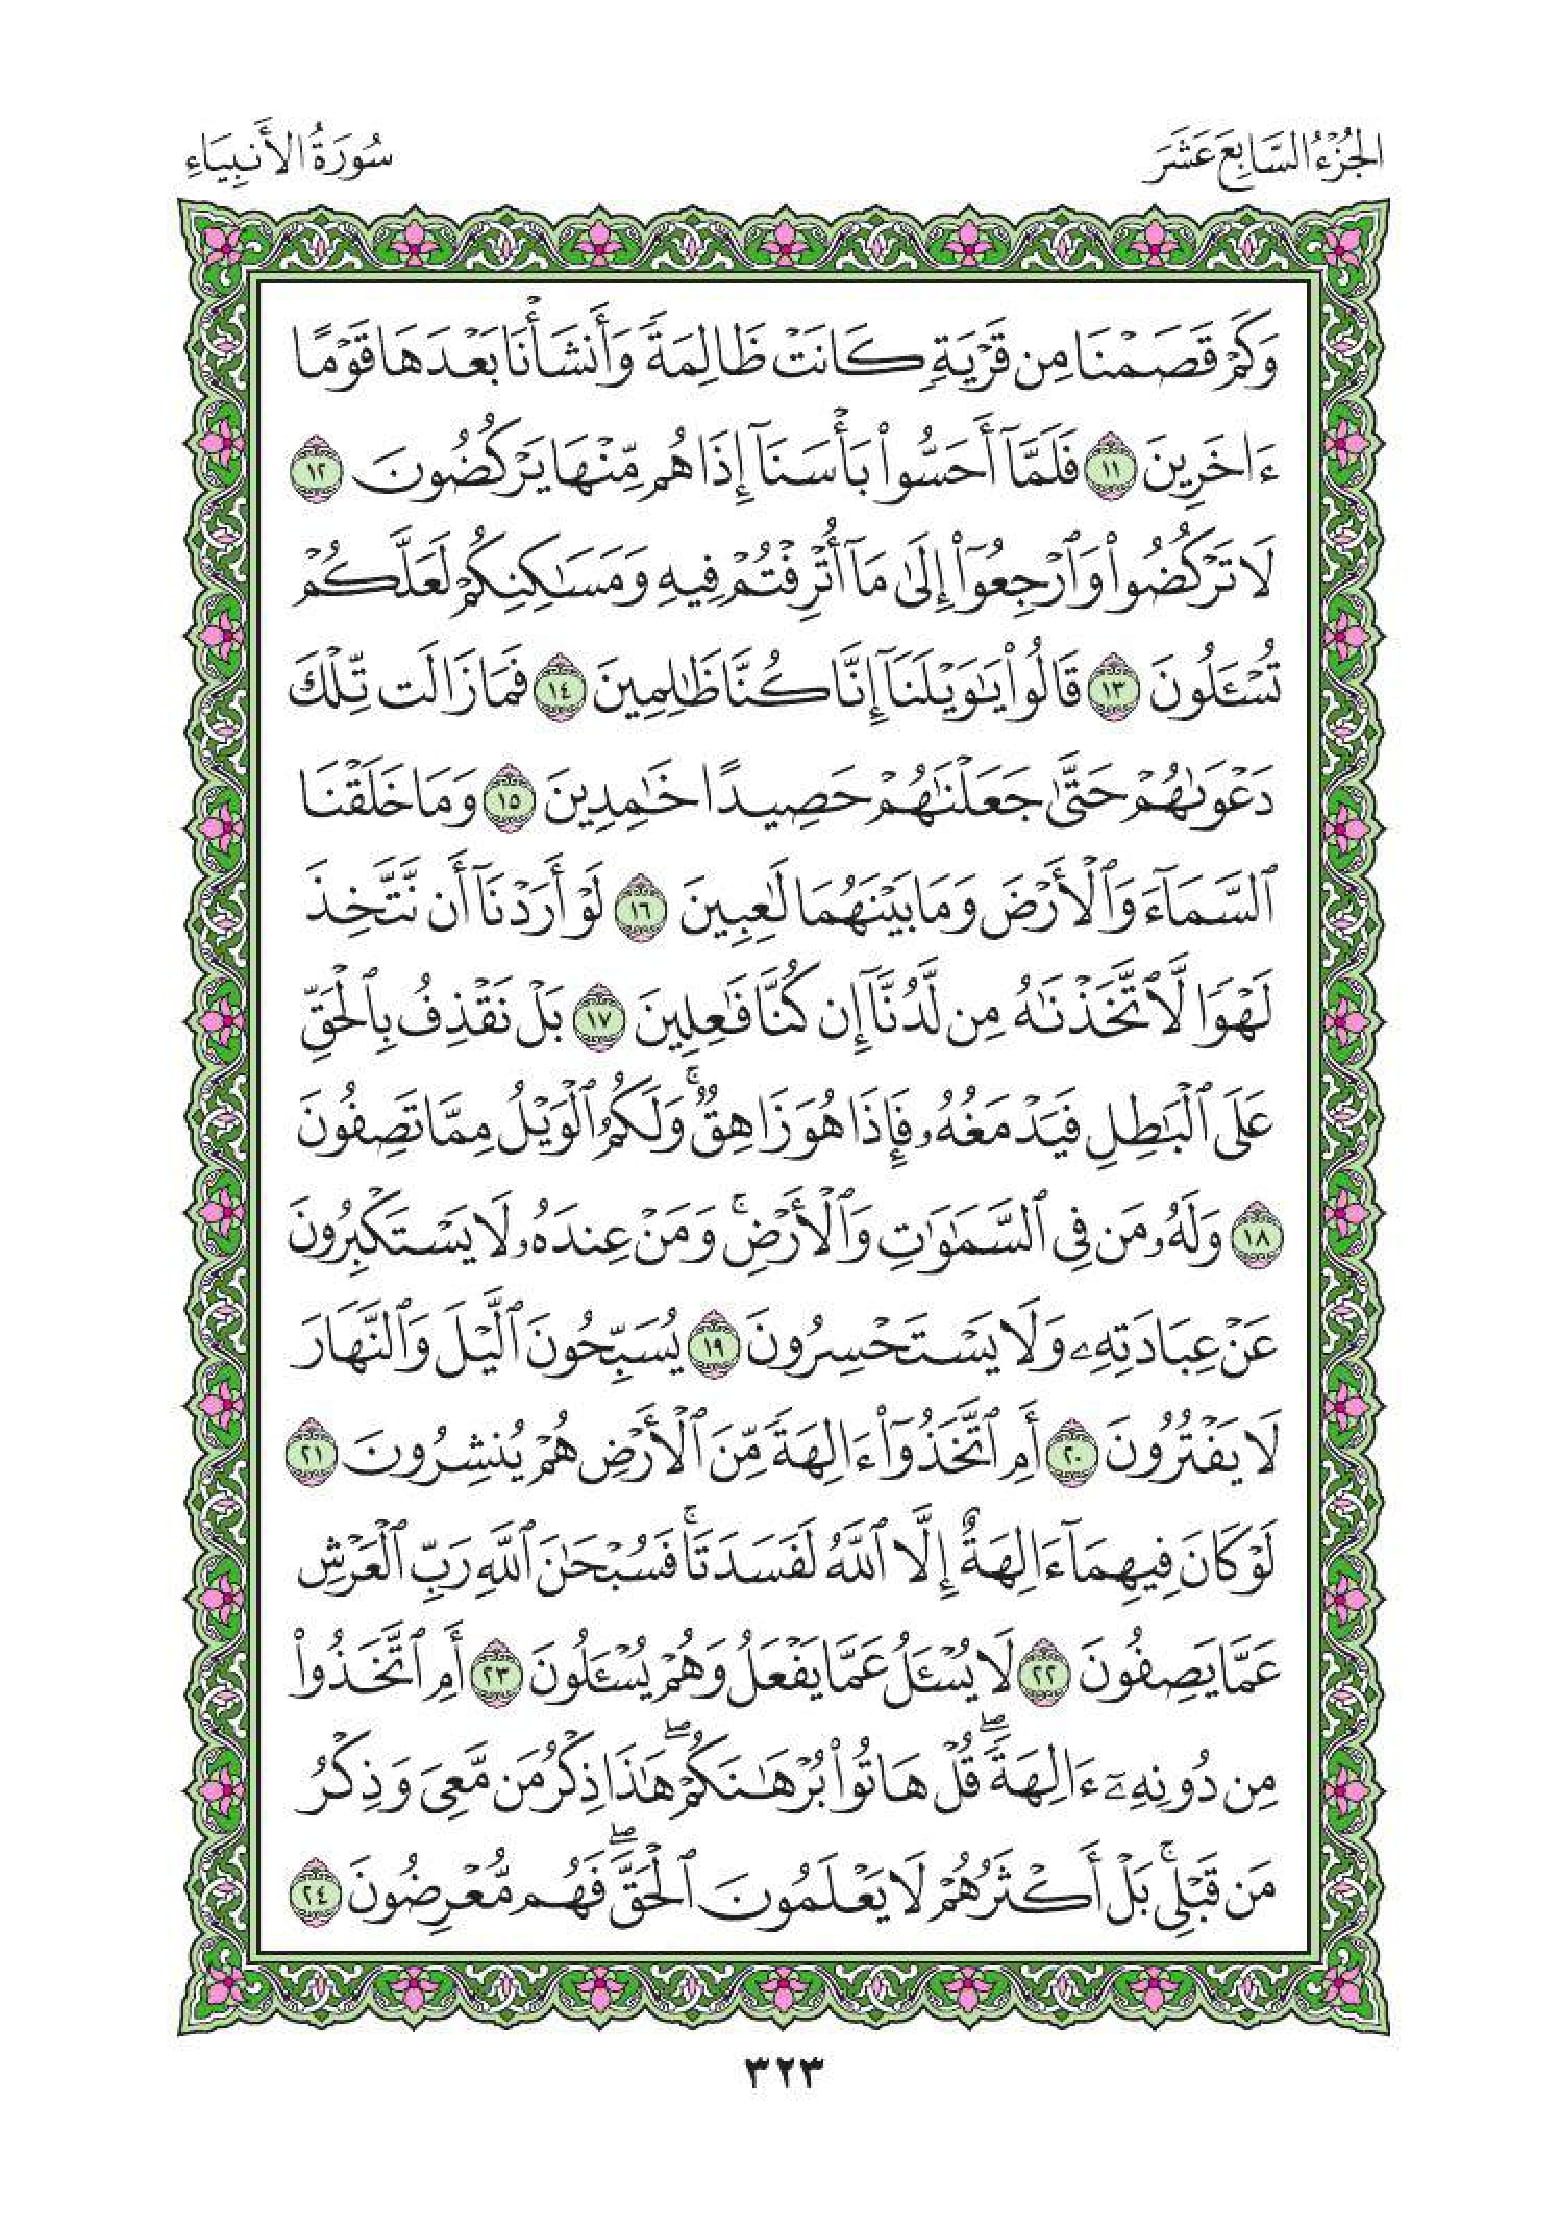 الجُزْءُ السَّابِعَ عَشَرَ
سُورَةُ الأَنبِيَاءِ
وَكَمْ قَصَمْنَا مِن قَرْيَةٍ كَانَتْ ظَالِمَةً وَأَنشَأْنَا بَعْدَهَا قَوْمًا
ءَاخَرِينَ ١١ فَلَمَّآ أَحَسُّوا۟ بَأْسَنَآ إِذَا هُم مِّنْهَا يَرْكُضُونَ ١٢
لَا تَرْكُضُوا۟ وَٱرْجِعُوٓا۟ إِلَىٰ مَآ أُتْرِفْتُمْ فِيهِ وَمَسَـٰكِنِكُمْ لَعَلَّكُمْ
تُسْـَٔلُونَ ١٣ قَالُوا۟ يَـٰوَيْلَنَآ إِنَّا كُنَّا ظَـٰلِمِينَ ١٤ فَمَا زَالَت تِّلْكَ
دَعْوَىٰهُمْ حَتَّىٰ جَعَلْنَـٰهُمْ حَصِيدًا خَـٰمِدِينَ ١٥ وَمَا خَلَقْنَا
ٱلسَّمَآءَ وَٱلْأَرْضَ وَمَا بَيْنَهُمَا لَـٰعِبِينَ ١٦ لَوْ أَرَدْنَآ أَن نَّتَّخِذَ
لَهْوًا لَّٱتَّخَذْنَـٰهُ مِن لَّدُنَّآ إِن كُنَّا فَـٰعِلِينَ ١٧ بَلْ نَقْذِفُ بِٱلْحَقِّ
عَلَى ٱلْبَـٰطِلِ فَيَدْمَغُهُۥ فَإِذَا هُوَ زَاهِقٌ ۚ وَلَكُمُ ٱلْوَيْلُ مِمَّا تَصِفُونَ
١٨ وَلَهُۥ مَن فِى ٱلسَّمَـٰوَٰتِ وَٱلْأَرْضِ ۚ وَمَنْ عِندَهُۥ لَا يَسْتَكْبِرُونَ
عَنْ عِبَادَتِهِۦ وَلَا يَسْتَحْسِرُونَ ١٩ يُسَبِّحُونَ ٱلَّيْلَ وَٱلنَّهَارَ
لَا يَفْتُرُونَ ٢٠ أَمِ ٱتَّخَذُوٓا۟ ءَالِهَةً مِّنَ ٱلْأَرْضِ هُمْ يُنشِرُونَ ٢١
لَوْ كَانَ فِيهِمَآ ءَالِهَةٌ إِلَّا ٱللَّهُ لَفَسَدَتَا ۚ فَسُبْحَـٰنَ ٱللَّهِ رَبِّ ٱلْعَرْشِ
عَمَّا يَصِفُونَ ٢٢ لَا يُسْـَٔلُ عَمَّا يَفْعَلُ وَهُمْ يُسْـَٔلُونَ ٢٣ أَمِ ٱتَّخَذُوا۟
مِن دُونِهِۦٓ ءَالِهَةً ۖ قُلْ هَاتُوا۟ بُرْهَـٰنَكُمْ ۖ هَـٰذَا ذِكْرُ مَن مَّعِىَ وَذِكْرُ
مَن قَبْلِى ۚ بَلْ أَكْثَرُهُمْ لَا يَعْلَمُونَ ٱلْحَقَّ ۖ فَهُم مُّعْرِضُونَ ٢٤
٣٢٣